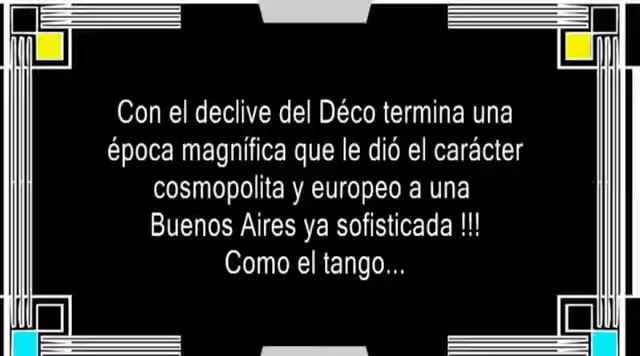 Con el declive del Déco termina una
época magnífica que le dió el carácter
cosmopolita y europeo a una
Buenos Aires ya sofisticada !!!
Como el tango...